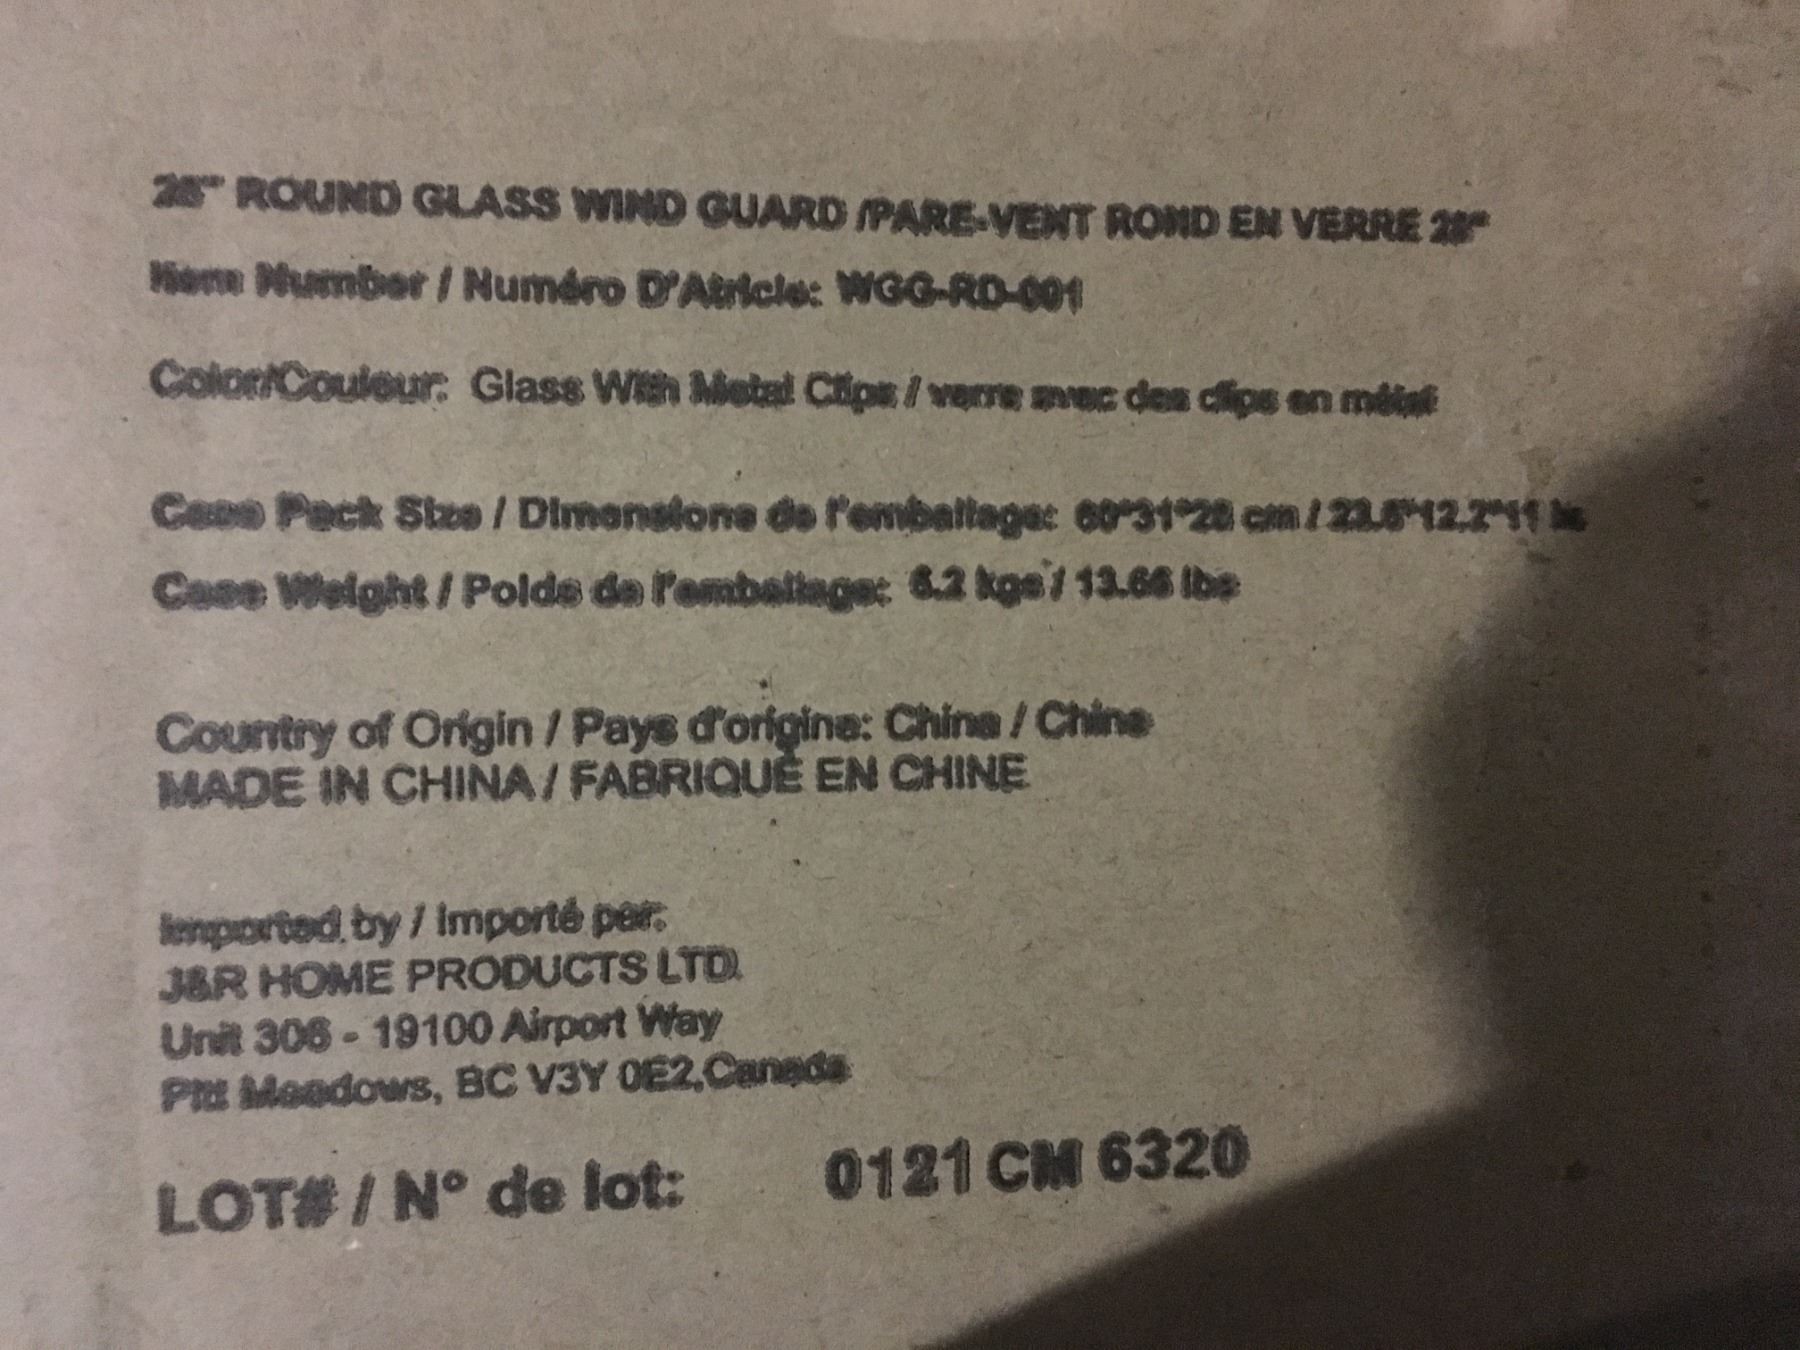 28" ROUND GLASS WIND GUARD /PARE-VENT ROND EN VERRE 28"
Item Number / Numéro D'Atricle: WGG-RD-001
Color/Couleur: Glass With Metal Clips / verre avec des clips en métal
Case Pack Size / Dimensions de l'emballage: 60*31*28 cm / 23.6*12.2*11
Case Weight / Poids de l'emballage: 6.2 kgs / 13.66 lbs
Country of Origin / Pays d'origine: China / Chine
MADE IN CHINA / FABRIQUÉ EN CHINE
Imported by / Importé par:
J&R HOME PRODUCTS LTD.
Unit 306 - 19100 Airport Way
Pitt Meadows, BC V3Y 0E2,Canada
LOT# / N° de lot: 0121 CM 6320